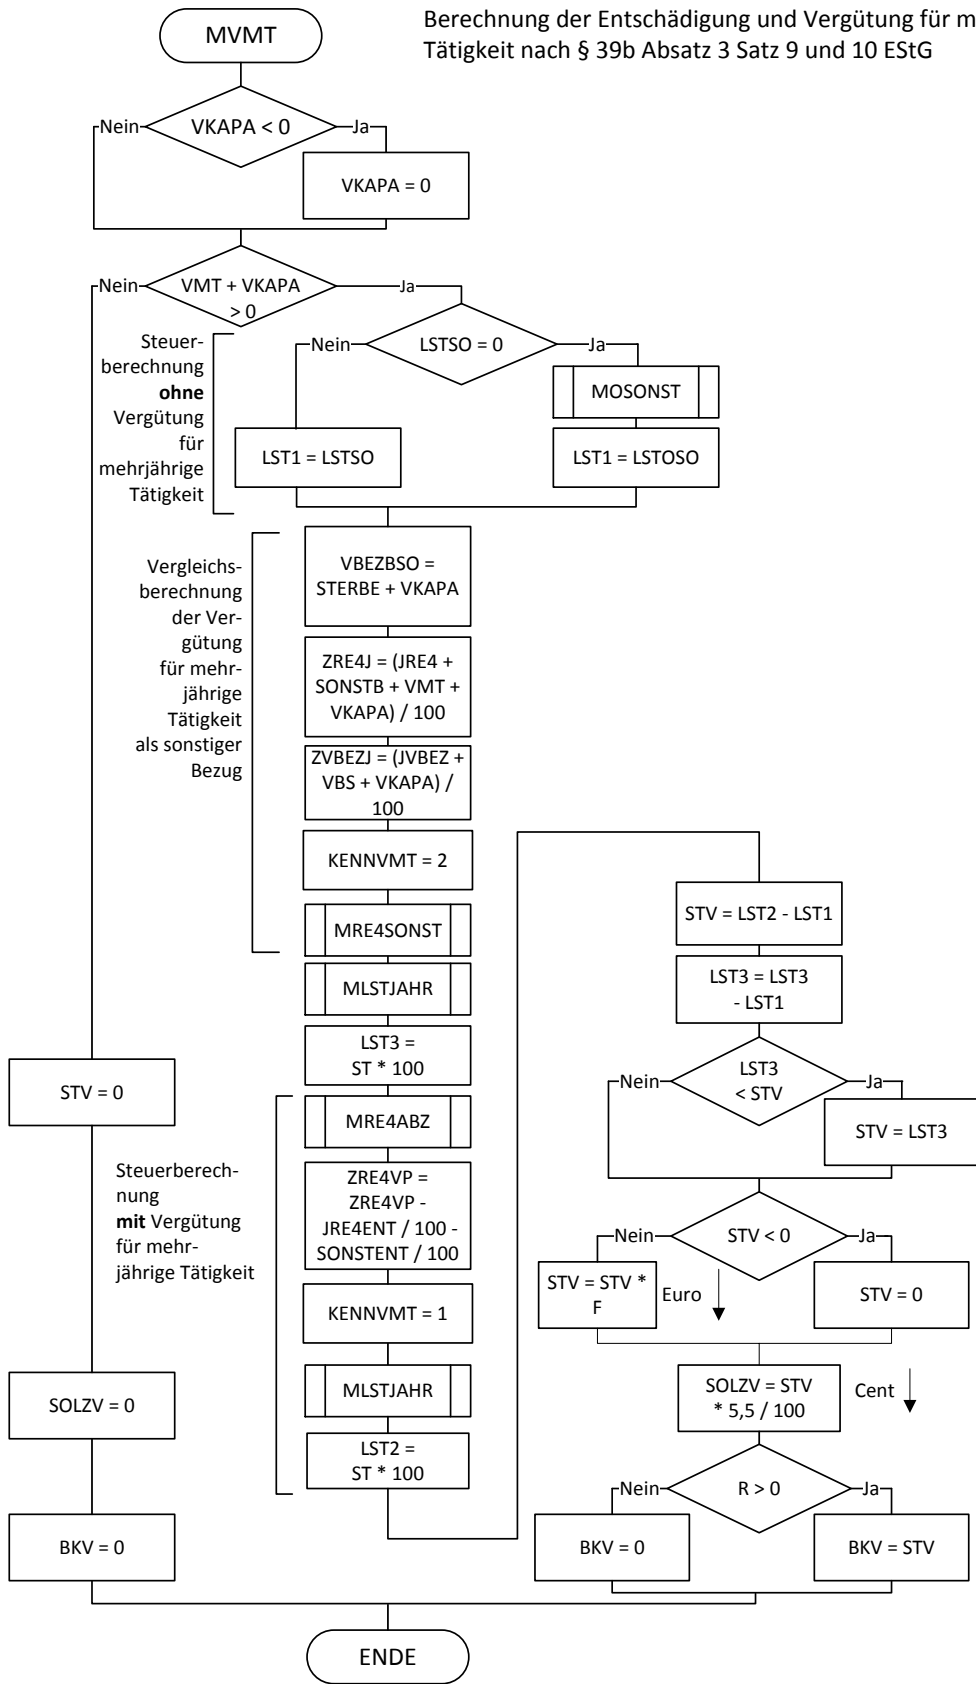 Berechnung der Entschädigung und Vergütung für m
Tätigkeit nach § 39b Absatz 3 Satz 9 und 10 EStG
MVMT
Nein
VKAPA < 0
Ja
VKAPA = 0
Nein
VMT + VKAPA
> 0
Ja
Steuer-
berechnung
ohne
Vergütung
für
mehrjährige
Tätigkeit
Nein
LSTSO = 0
Ja
MOSONST
LST1 = LSTSO
LST1 = LSTOSO
Vergleichs-
berechnung
der Ver-
gütung
für mehr-
jährige
Tätigkeit
als sonstiger
Bezug
VBEZBSO =
STERBE + VKAPA
ZRE4J = (JRE4 +
SONSTB + VMT +
VKAPA) / 100
ZVBEZJ = (JVBEZ +
VBS + VKAPA) /
100
KENNVMT = 2
MRE4SONST
MLSTJAHR
LST3 =
ST * 100
STV = 0
Steuerberech-
nung
mit Vergütung
für mehr-
jährige Tätigkeit
MRE4ABZ
ZRE4VP =
ZRE4VP -
JRE4ENT / 100 -
SONSTENT / 100
KENNVMT = 1
MLSTJAHR
LST2 =
ST * 100
SOLZV = 0
BKV = 0
STV = LST2 - LST1
LST3 = LST3
- LST1
Nein
LST3
< STV
Ja
STV = LST3
Nein
STV < 0
Ja
STV = STV *
F
Euro
STV = 0
SOLZV = STV
* 5,5 / 100
Cent
Nein
R > 0
Ja
BKV = 0
BKV = STV
ENDE